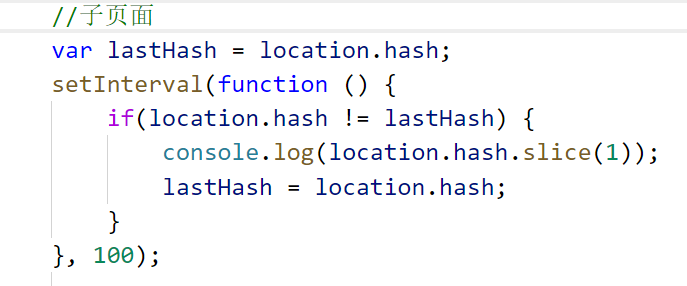 //子页面
var lastHash = location.hash;
setInterval(function () {
    if(location.hash != lastHash) {
        console.log(location.hash.slice(1));
        lastHash = location.hash;
    }
}, 100);